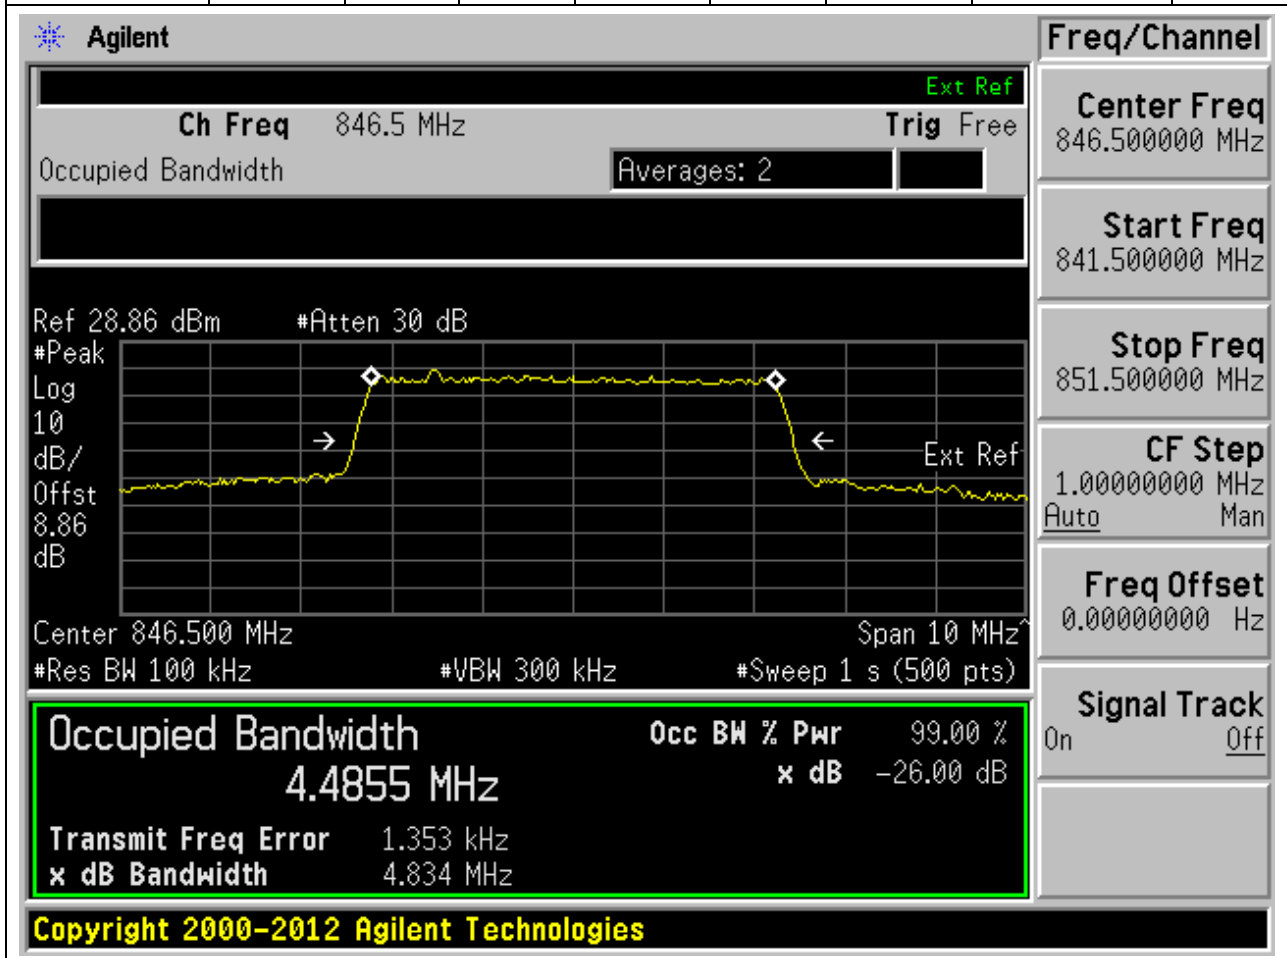 Agilent
Freq/Channel
Ext Ref
Ch Freq 846.5 MHz Trig Free
Occupied Bandwidth Averages: 2
Ref 28.86 dBm #Atten 30 dB
#Peak
Log
10
dB/
Offst
8.86
dB
Ext Ref
Center 846.500 MHz Span 10 MHz^
#Res BW 100 kHz #VBW 300 kHz #Sweep 1 s (500 pts)
Occupied Bandwidth
4.4855 MHz
Occ BW % Pwr 99.00 %
x dB -26.00 dB
Transmit Freq Error 1.353 kHz
x dB Bandwidth 4.834 MHz
Copyright 2000-2012 Agilent Technologies
Center Freq
846.500000 MHz
Start Freq
841.500000 MHz
Stop Freq
851.500000 MHz
CF Step
1.00000000 MHz
Auto Man
Freq Offset
0.00000000 Hz
Signal Track
On Off